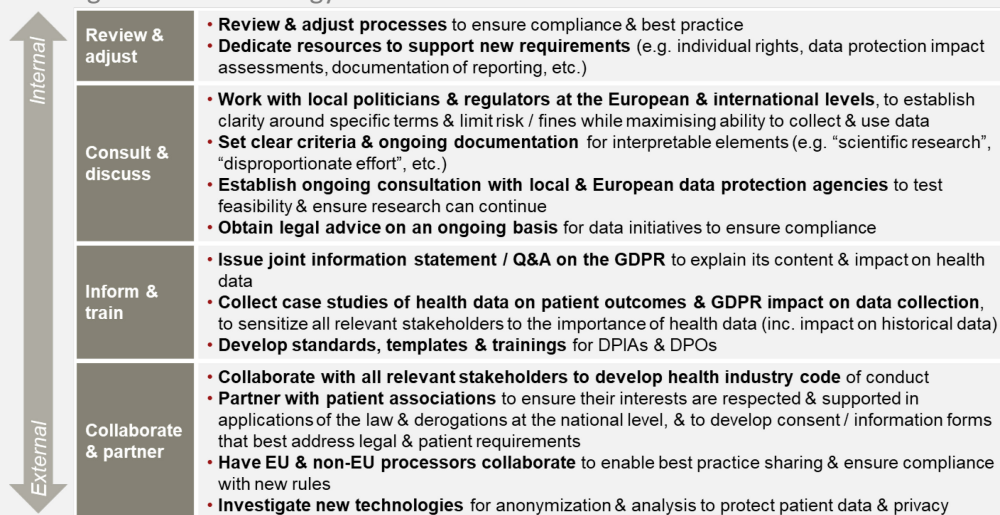 Internal
Review &
adjust
• Review & adjust processes to ensure compliance & best practice
• Dedicate resources to support new requirements (e.g. individual rights, data protection impact
assessments, documentation of reporting, etc.)
Consult &
discuss
• Work with local politicians & regulators at the European & international levels, to establish
clarity around specific terms & limit risk / fines while maximising ability to collect & use data
• Set clear criteria & ongoing documentation for interpretable elements (e.g. “scientific research”,
“disproportionate effort”, etc.)
• Establish ongoing consultation with local & European data protection agencies to test
feasibility & ensure research can continue
• Obtain legal advice on an ongoing basis for data initiatives to ensure compliance
Inform &
train
• Issue joint information statement / Q&A on the GDPR to explain its content & impact on health
data
• Collect case studies of health data on patient outcomes & GDPR impact on data collection,
to sensitize all relevant stakeholders to the importance of health data (inc. impact on historical data)
• Develop standards, templates & trainings for DPIAs & DPOs
Collaborate
& partner
• Collaborate with all relevant stakeholders to develop health industry code of conduct
• Partner with patient associations to ensure their interests are respected & supported in
applications of the law & derogations at the national level, & to develop consent / information forms
that best address legal & patient requirements
• Have EU & non-EU processors collaborate to enable best practice sharing & ensure compliance
with new rules
• Investigate new technologies for anonymization & analysis to protect patient data & privacy
External